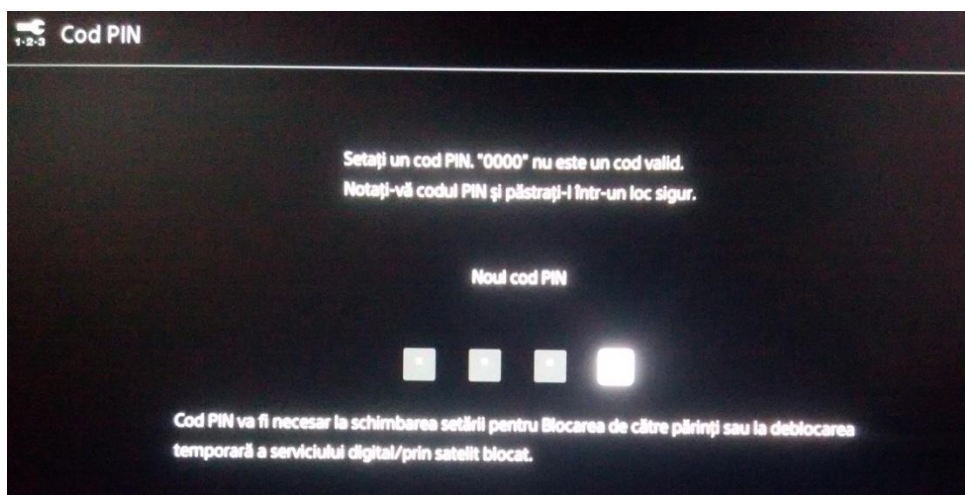 1-2-3 Cod PIN
Setați un cod PIN. "0000" nu este un cod valid.
Notați-vă codul PIN și păstrați-l într-un loc sigur.
Noul cod PIN
Cod PIN va fi necesar la schimbarea setării pentru Blocarea de către părinți sau la deblocarea
temporară a serviciului digital/prin satelit blocat.